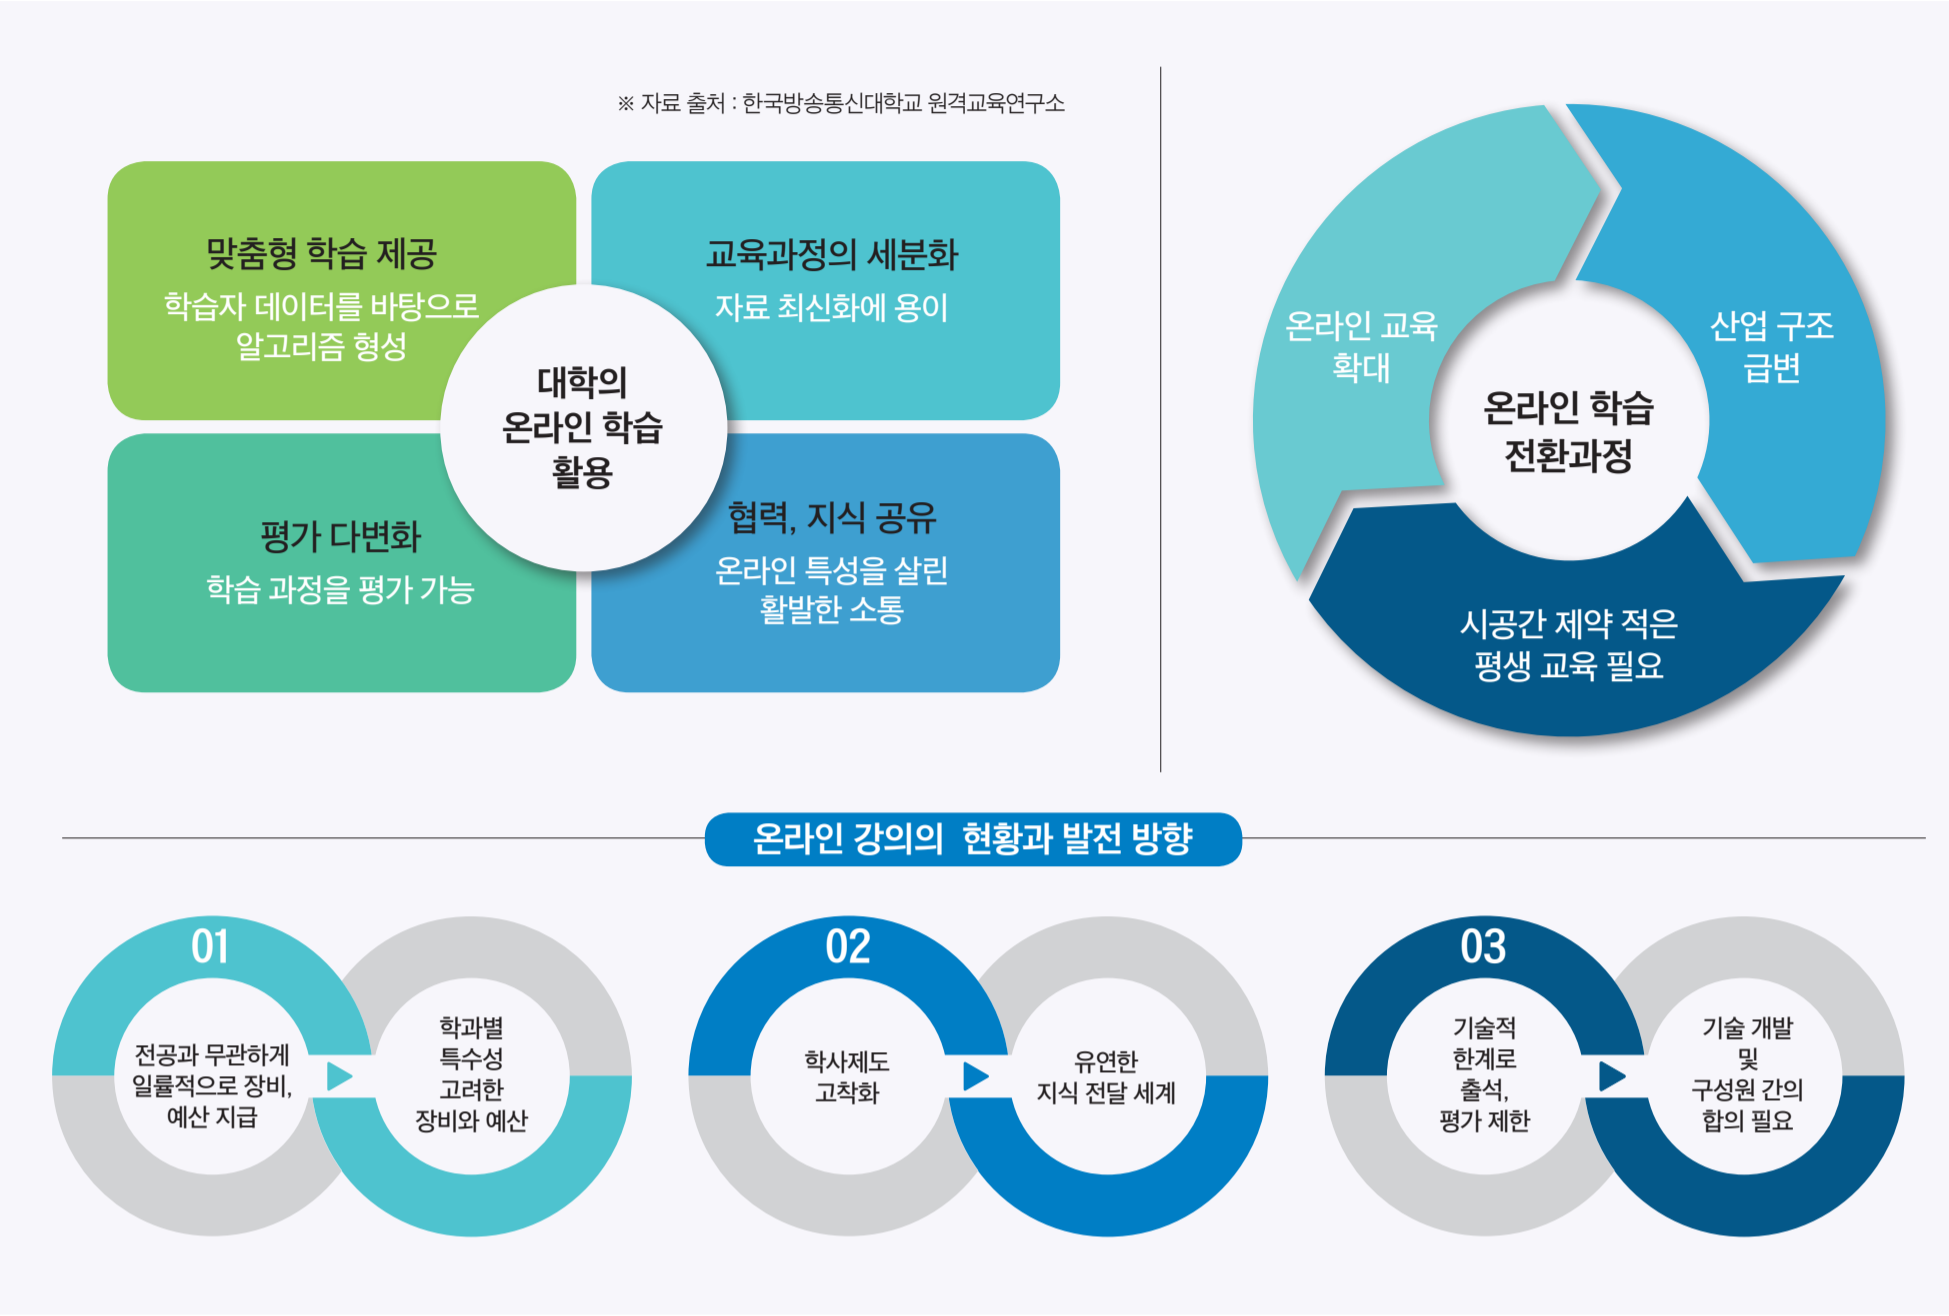 ※ 자료 출처 : 한국방송통신대학교 원격교육연구소
맞춤형 학습 제공
학습자 데이터를 바탕으로
알고리즘 형성
교육과정의 세분화
자료 최신화에 용이
대학의
온라인 학습
활용
평가 다변화
학습 과정을 평가 가능
협력, 지식 공유
온라인 특성을 살린
활발한 소통
온라인 교육
확대
산업 구조
급변
온라인 학습
전환과정
시공간 제약 적은
평생 교육 필요
온라인 강의의 현황과 발전 방향
01
전공과 무관하게
일률적으로 장비,
예산 지급
학과별
특수성
고려한
장비와 예산
02
학사제도
고착화
유연한
지식 전달 세계
03
기술적
한계로
출석,
평가 제한
기술 개발
및
구성원 간의
합의 필요